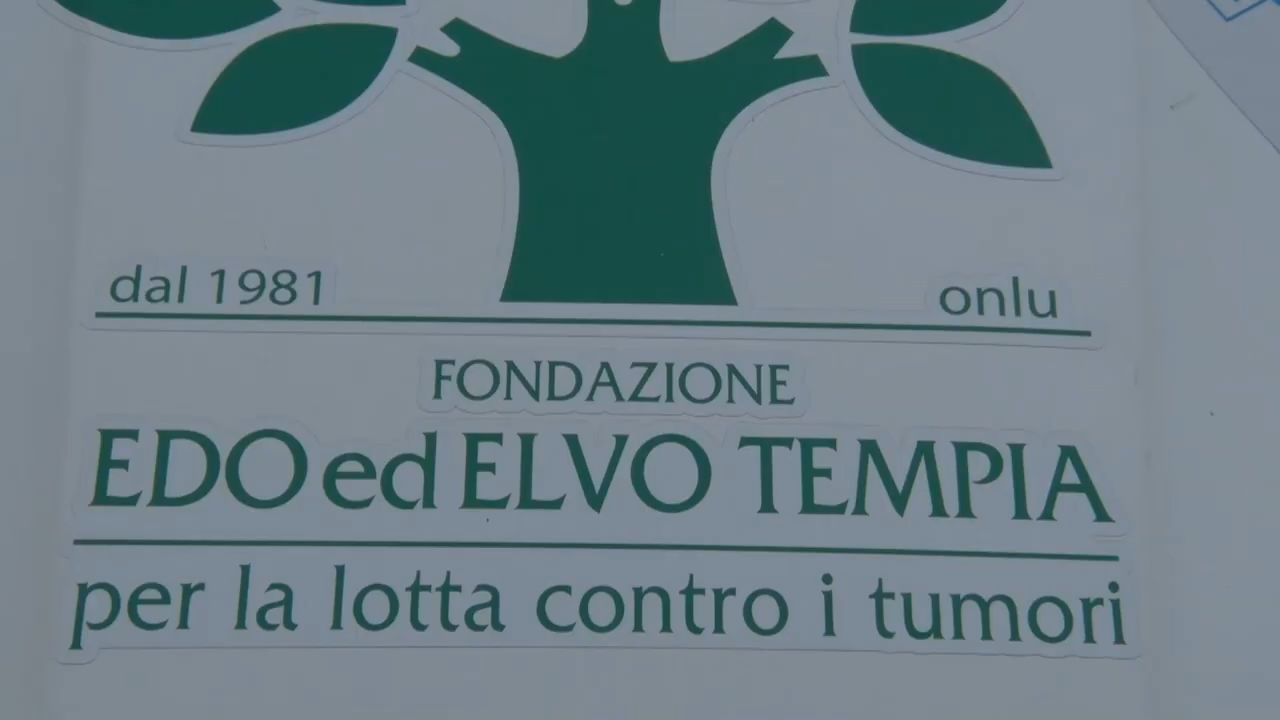 dal 1981 onlu
FONDAZIONE
EDO ed ELVO TEMPIA
per la lotta contro i tumori